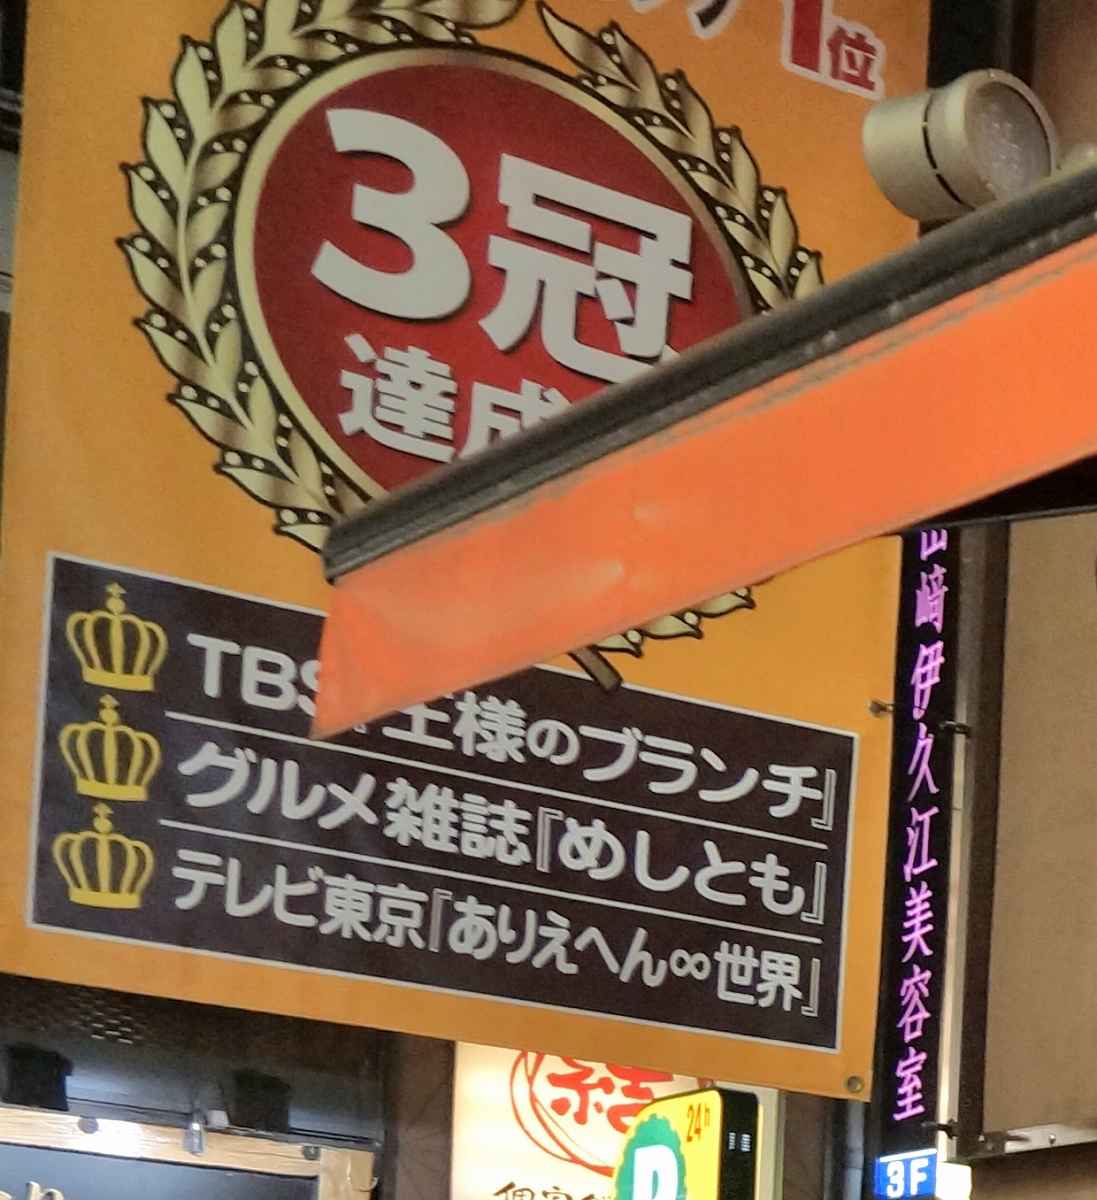 1位
3冠
達成
TBS『王様のブランチ』
グルメ雑誌『めしとも』
テレビ東京『ありえへん∞世界』
崎伊久江美容室
3F
結
24h
P